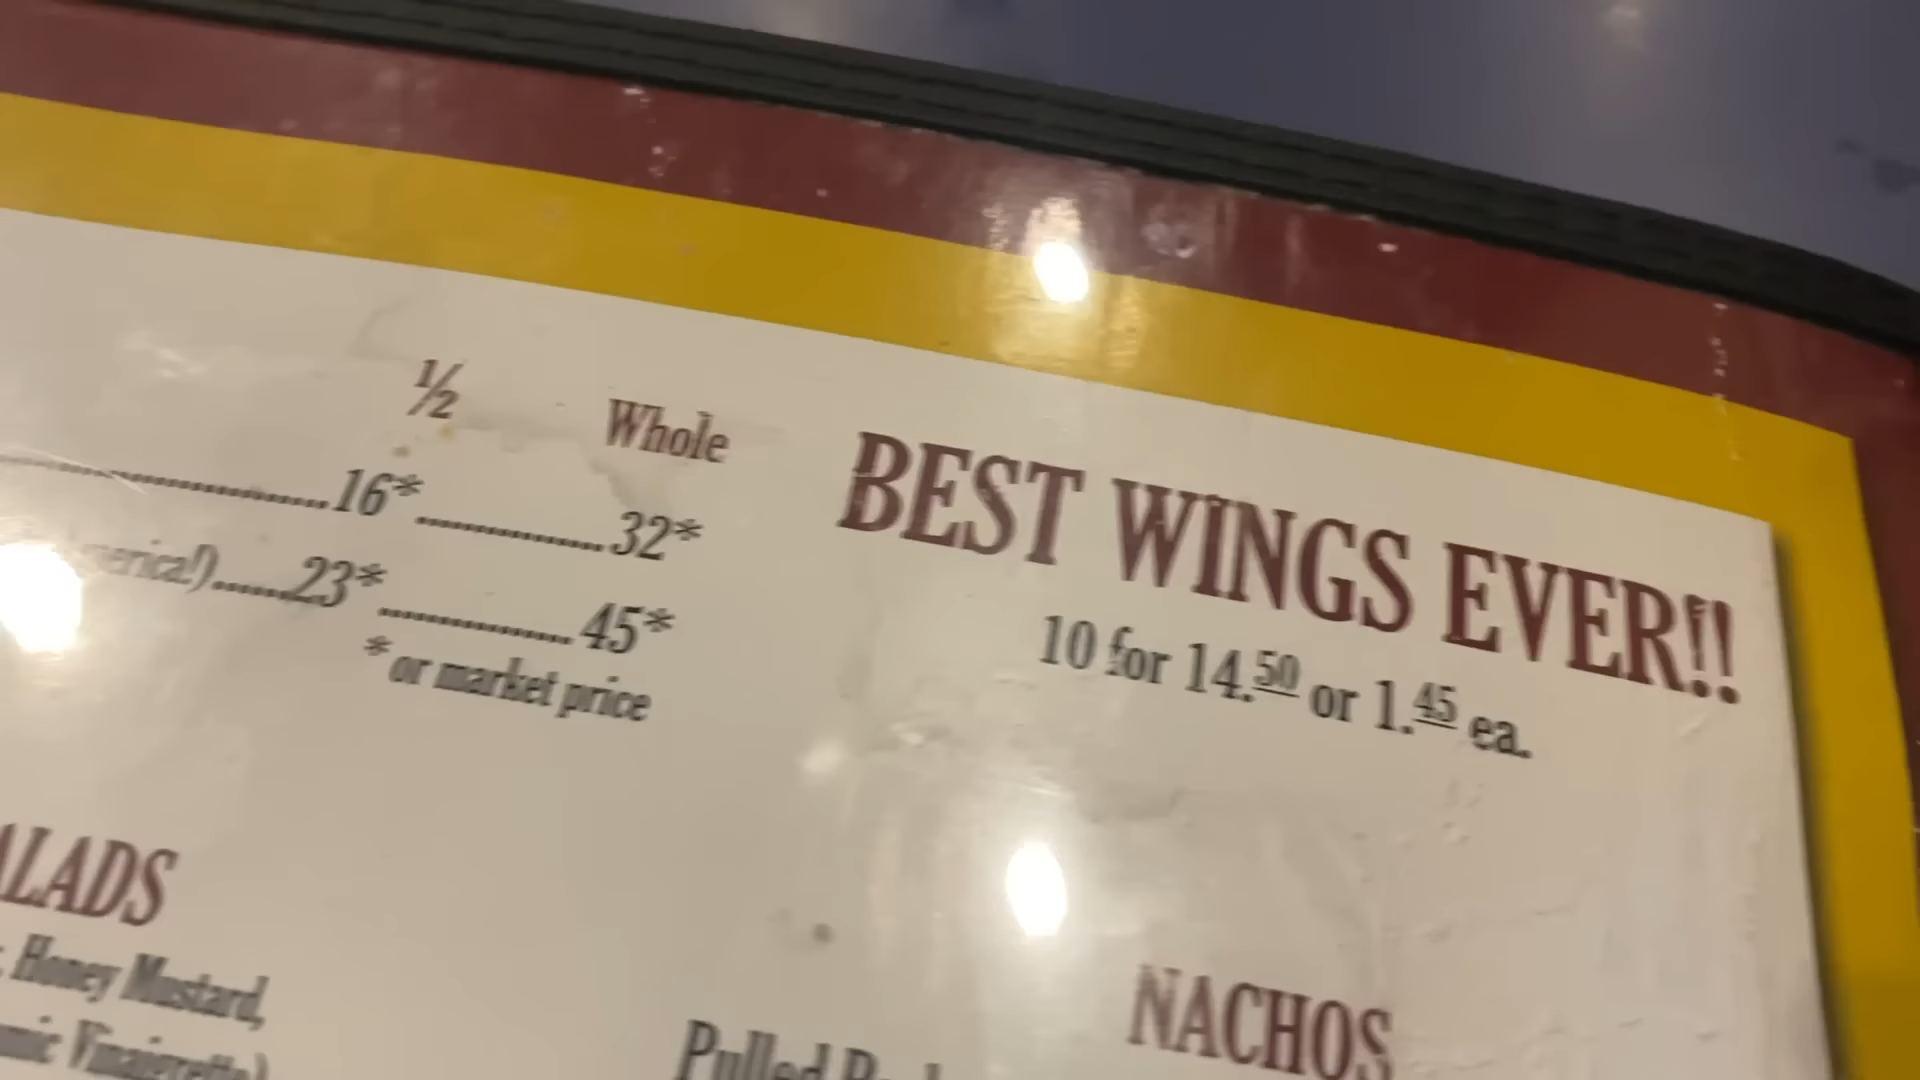 ½ Whole
16* 32*
23* 45*
* or market price
BEST WINGS EVER!!
10 for 14.50 or 1.45 ea.
Honey Mustard,
NACHOS
Pulled